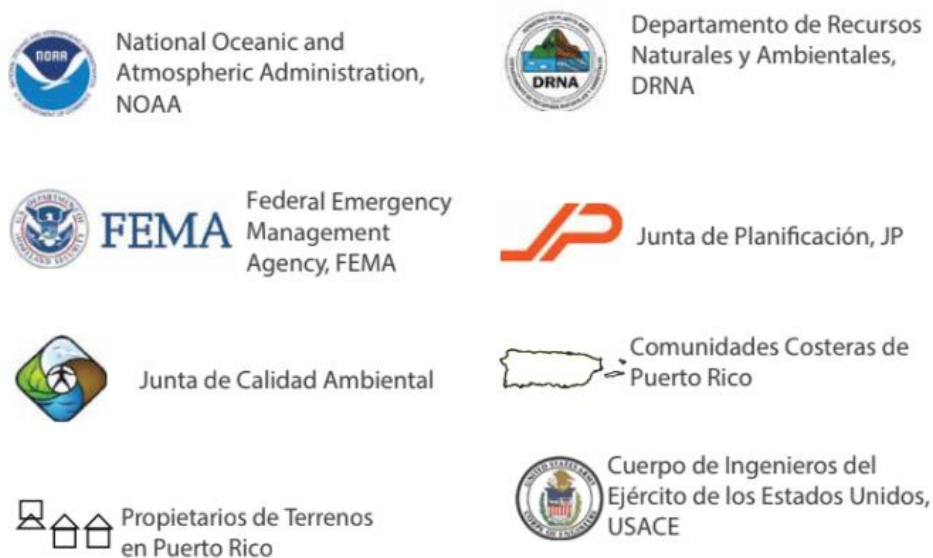 NOAA
National Oceanic and
Atmospheric Administration,
NOAA
DRNA
Departamento de Recursos
Naturales y Ambientales,
DRNA
FEMA
Federal Emergency
Management
Agency, FEMA
JP
Junta de Planificación, JP
Junta de Calidad Ambiental
Comunidades Costeras de
Puerto Rico
Propietarios de Terrenos
en Puerto Rico
Cuerpo de Ingenieros del
Ejército de los Estados Unidos,
USACE